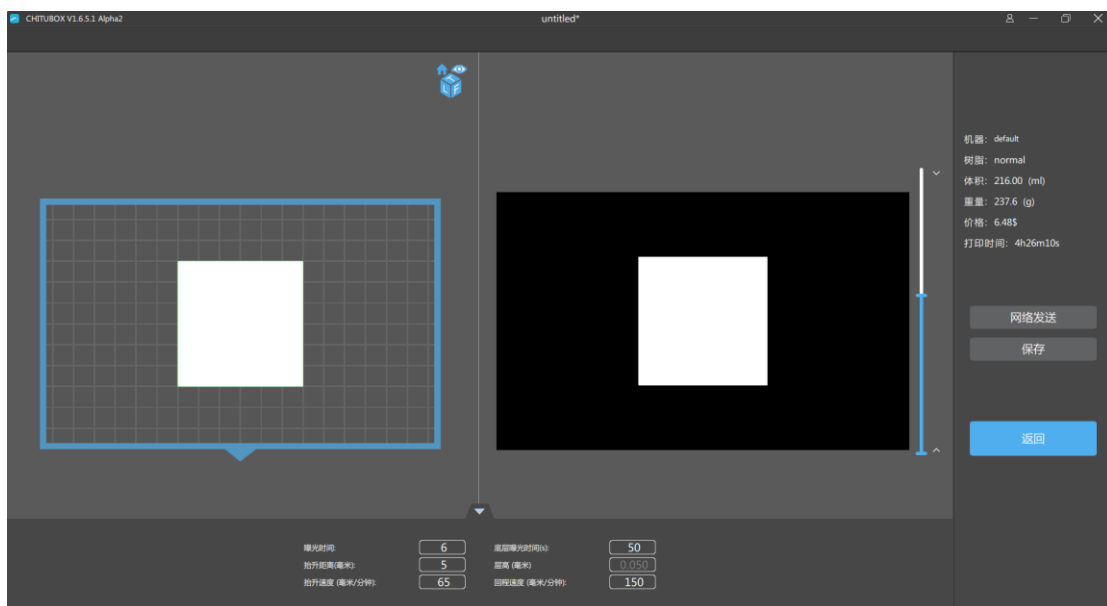 CHITUBOX V1.6.5.1 Alpha2
untitled*
T
L F
机器: default
树脂: normal
体积: 216.00 (ml)
重量: 237.6 (g)
价格: 6.48$
打印时间: 4h26m10s
网络发送
保存
返回
曝光时间: 6 底层曝光时间(s): 50
抬升距离(毫米): 5 层高 (毫米) 0.050
抬升速度 (毫米/分钟): 65 回程速度 (毫米/分钟): 150